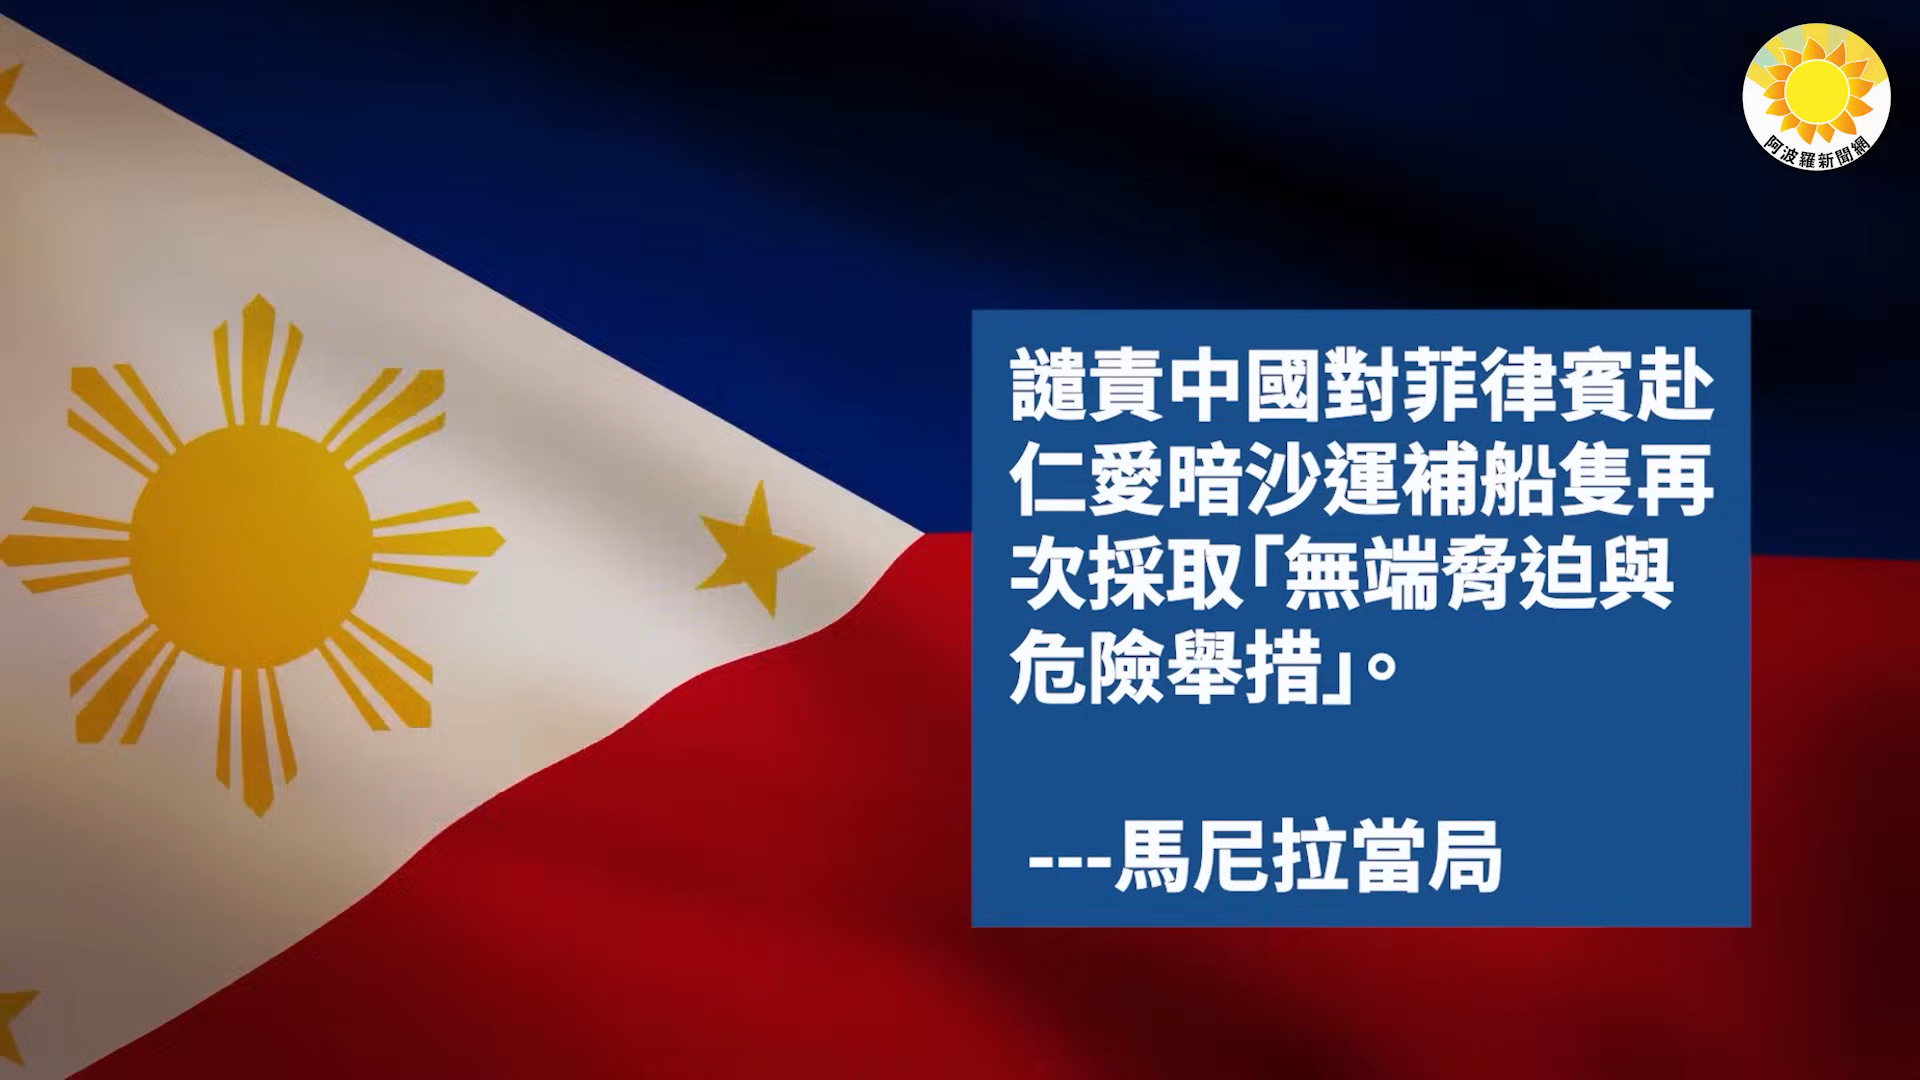 阿波羅新聞網
譴責中國對菲律賓赴
仁愛暗沙運補船隻再
次採取「無端脅迫與
危險舉措」。
---馬尼拉當局